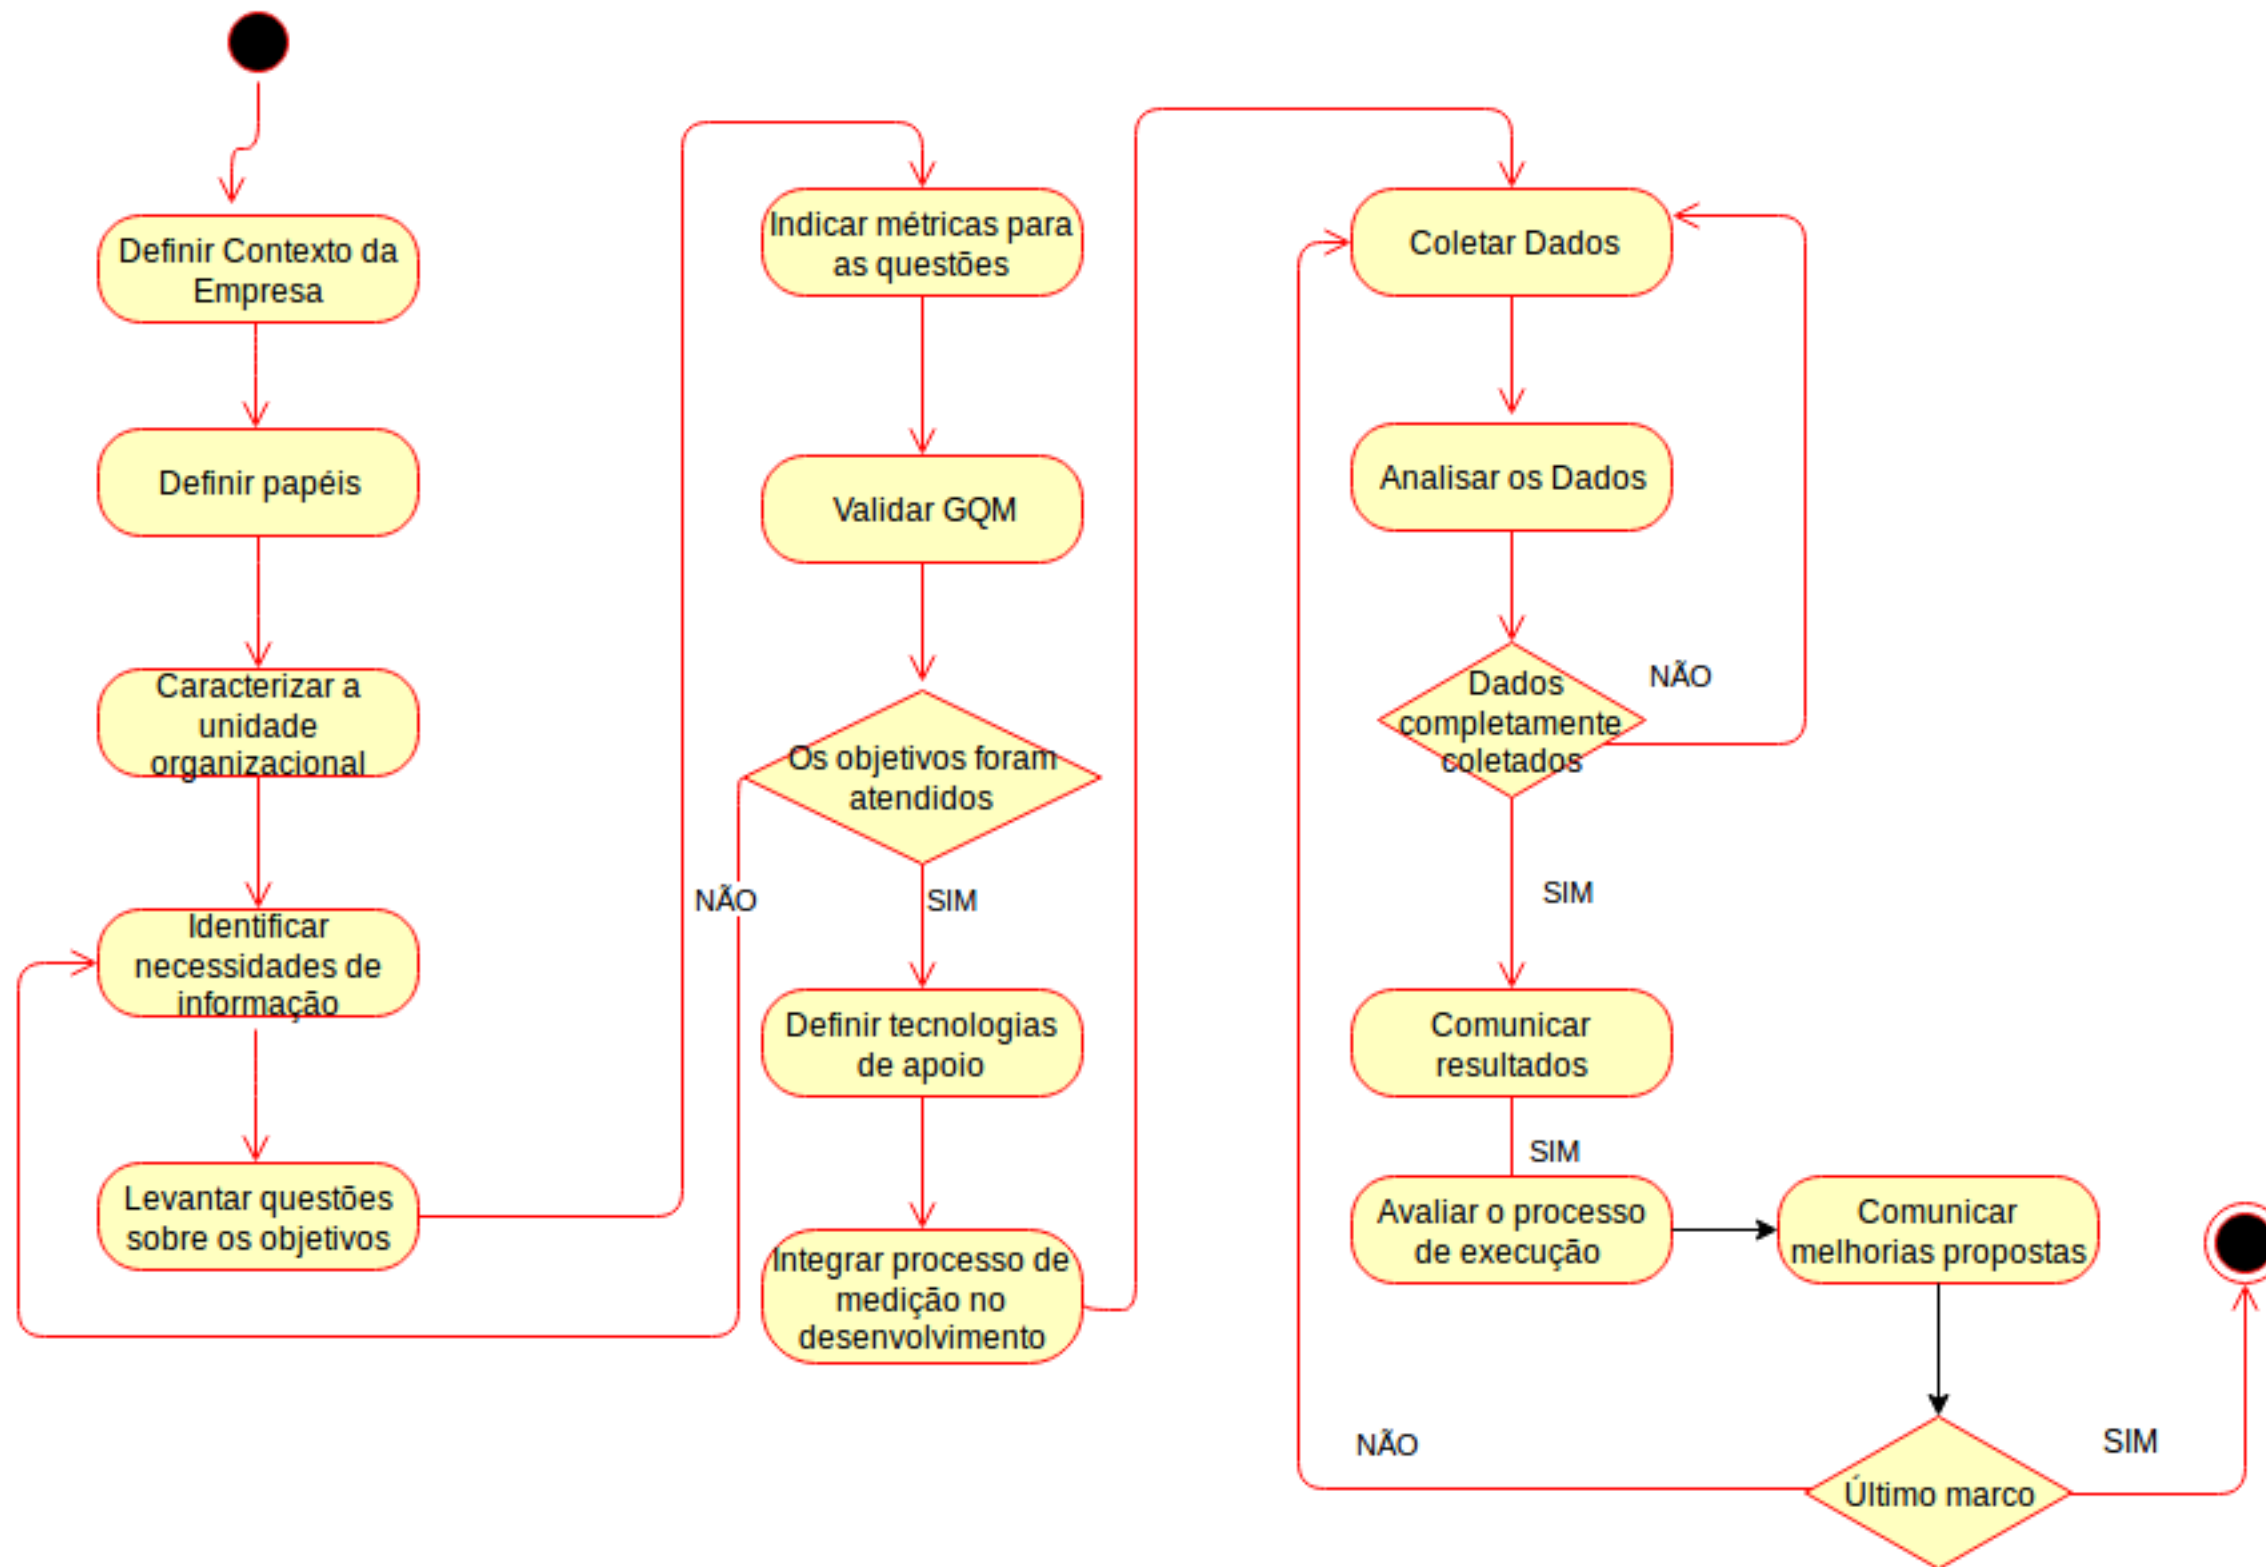 Definir Contexto da
Empresa
Definir papéis
Caracterizar a
unidade
organizacional
Identificar
necessidades de
informação
Levantar questões
sobre os objetivos
Indicar métricas para
as questões
Validar GQM
Os objetivos foram
atendidos
NÃO
SIM
Definir tecnologias
de apoio
Integrar processo de
medição no
desenvolvimento
Coletar Dados
Analisar os Dados
Dados
completamente
coletados
NÃO
SIM
Comunicar
resultados
SIM
Avaliar o processo
de execução
Comunicar
melhorias propostas
Último marco
NÃO
SIM